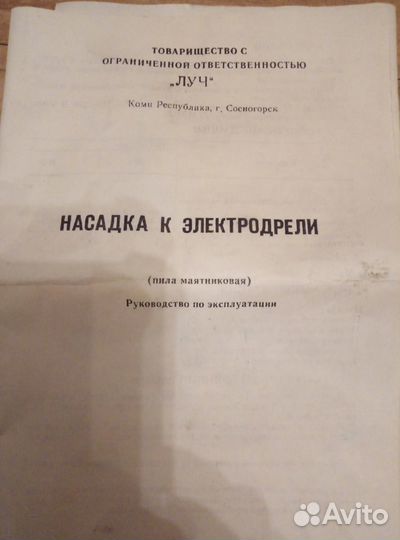 ТОВАРИЩЕСТВО С
ОГРАНИЧЕННОЙ ОТВЕТСТВЕННОСТЬЮ
„ЛУЧ"
Коми Республика, г. Сосногорск
НАСАДКА К ЭЛЕКТРОДРЕЛИ
(пила маятниковая)
Руководство по эксплуатации
Avito